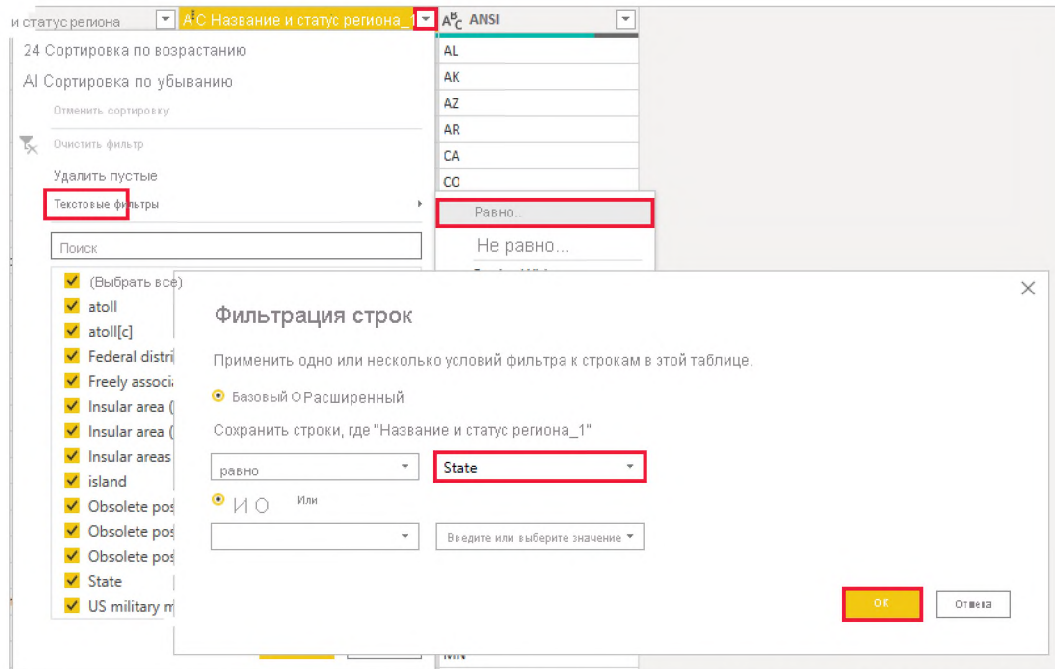 и статус региона
AC Название и статус региона_1
ABC ANSI
24 Сортировка по возрастанию
AI Сортировка по убыванию
Отменить сортировку
Очистить фильтр
Удалить пустые
Текстовые фильтры
Поиск
(Выбрать все)
atoll
atoll[c]
Federal distri
Freely associ
Insular area (
Insular area (
Insular areas
island
Obsolete pos
Obsolete pos
Obsolete pos
State
US military m
AL
AK
AZ
AR
CA
CO
Равно...
Не равно...
Фильтрация строк
Применить одно или несколько условий фильтра к строкам в этой таблице.
Базовый О Расширенный
Сохранить строки, где "Название и статус региона_1"
равно
State
И О Или
Введите или выберите значение
ОК
Отмена